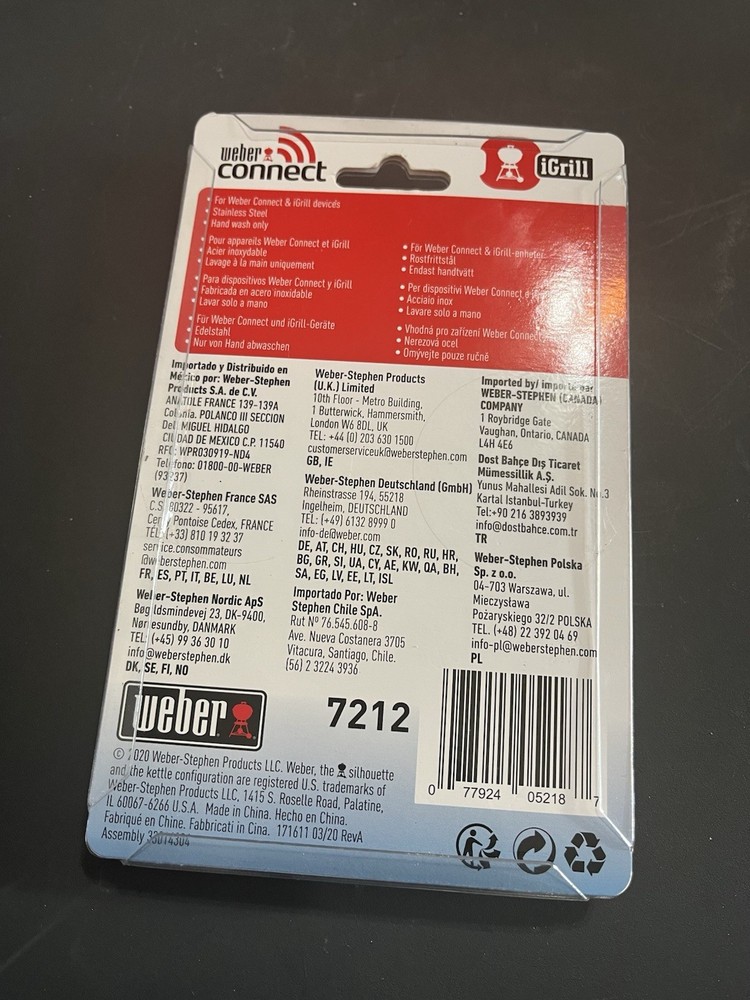 weber
connect
iGrill
• For Weber Connect & iGrill devices
• Stainless Steel
• Hand wash only
• Pour appareils Weber Connect et iGrill
• Acier inoxydable
• Lavage à la main uniquement
• Para dispositivos Weber Connect y iGrill
• Fabricada en acero inoxidable
• Lavar solo a mano
• Für Weber Connect und iGrill-Geräte
• Edelstahl
• Nur von Hand abwaschen
• För Weber Connect & iGrill-enheter
• Rostfrittstål
• Endast handtvätt
• Per dispositivi Weber Connect e
• Acciaio inox
• Lavare solo a mano
• Vhodná pro zařízení Weber Connect
• Nerezová ocel
• Omývejte pouze ručně
Importado y Distribuido en
México por: Weber-Stephen
Products S.A. de C.V.
ANATOLE FRANCE 139-139A
Colonia. POLANCO III SECCION
Del. MIGUEL HIDALGO
CIUDAD DE MEXICO C.P. 11540
RFC: WPR030919-ND4
Teléfono: 01800-00-WEBER
(93237)
Weber-Stephen France SAS
C.S. 80322 - 95617,
Cergy Pontoise Cedex, FRANCE
TEL: (+33) 810 19 32 37
service.consommateurs
@weberstephen.com
FR, ES, PT, IT, BE, LU, NL
Weber-Stephen Nordic ApS
Bøgildsmindevej 23, DK-9400,
Nørresundby, DANMARK
TEL: (+45) 99 36 30 10
info@weberstephen.dk
DK, SE, FI, NO
Weber-Stephen Products
(U.K.) Limited
10th Floor - Metro Building,
1 Butterwick, Hammersmith,
London W6 8DL, UK
TEL: +44 (0) 203 630 1500
customerserviceuk@weberstephen.com
GB, IE
Weber-Stephen Deutschland (GmbH)
Rheinstrasse 194, 55218
Ingelheim, DEUTSCHLAND
TEL: (+49) 6132 8999 0
info-de@weber.com
DE, AT, CH, HU, CZ, SK, RO, RU, HR,
BG, GR, SI, UA, CY, AE, KW, QA, BH,
SA, EG, LV, EE, LT, ISL
Importado Por: Weber
Stephen Chile SpA.
Rut Nº 76.545.608-8
Ave. Nueva Costanera 3705
Vitacura, Santiago, Chile.
(56) 2 3224 3936
Imported by/ importé par
WEBER-STEPHEN (CANADA)
COMPANY
1 Roybridge Gate
Vaughan, Ontario, CANADA
L4H 4E6
Dost Bahçe Dış Ticaret
Mümessillik A.Ş.
Yunus Mahallesi Adil Sok. No.3
Kartal Istanbul-Turkey
Tel:+90 216 3893939
info@dostbahce.com.tr
TR
Weber-Stephen Polska
Sp. z o.o.
04-703 Warszawa, ul.
Mieczysława
Pożaryskiego 32/2 POLSKA
TEL. (+48) 22 392 04 69
info-pl@weberstephen.com
PL
weber
7212
0 77924 05218 7
© 2020 Weber-Stephen Products LLC. Weber, the silhouette
and the kettle configuration are registered U.S. trademarks of
Weber-Stephen Products LLC, 1415 S. Roselle Road, Palatine,
IL 60067-6266 U.S.A. Made in China. Hecho en China.
Fabriqué en Chine. Fabbricati in Cina. 171611 03/20 RevA
Assembly 33014304